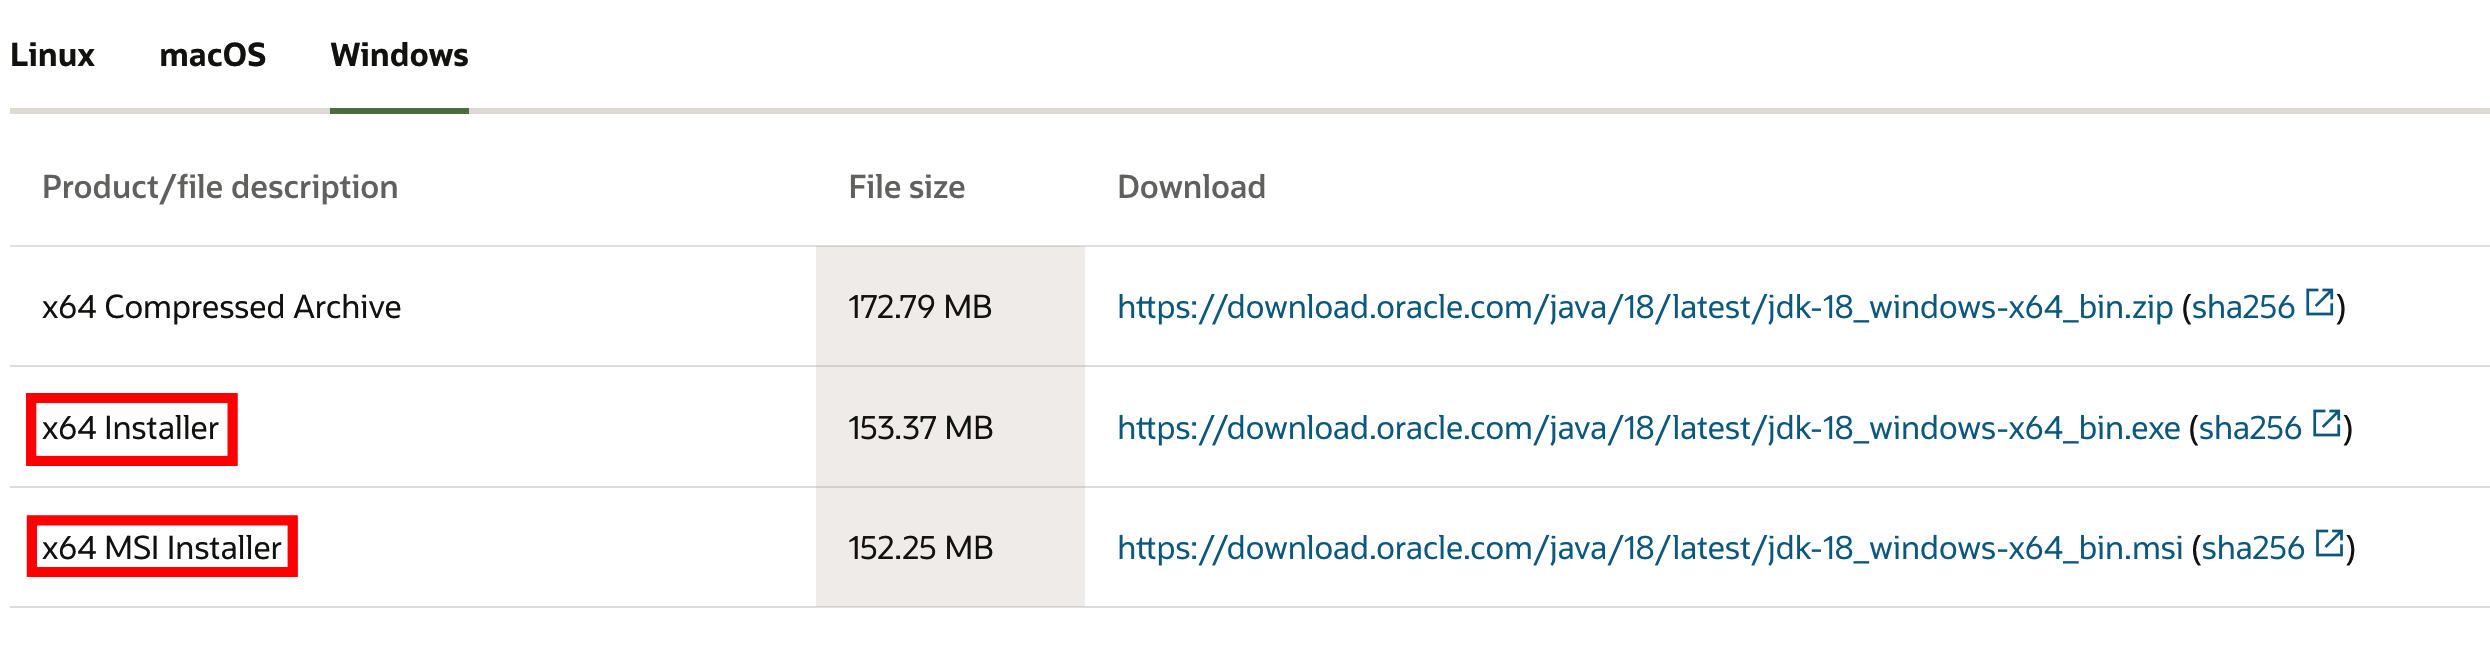 Linux macOS Windows
Product/file description File size Download
x64 Compressed Archive 172.79 MB https://download.oracle.com/java/18/latest/jdk-18_windows-x64_bin.zip (sha256)
x64 Installer 153.37 MB https://download.oracle.com/java/18/latest/jdk-18_windows-x64_bin.exe (sha256)
x64 MSI Installer 152.25 MB https://download.oracle.com/java/18/latest/jdk-18_windows-x64_bin.msi (sha256)